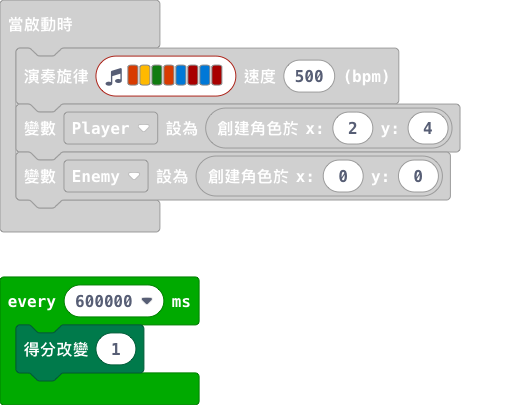 當啟動時
演奏旋律 速度 500 (bpm)
變數 Player 設為 創建角色於 x: 2 y: 4
變數 Enemy 設為 創建角色於 x: 0 y: 0
every 600000 ms
得分改變 1